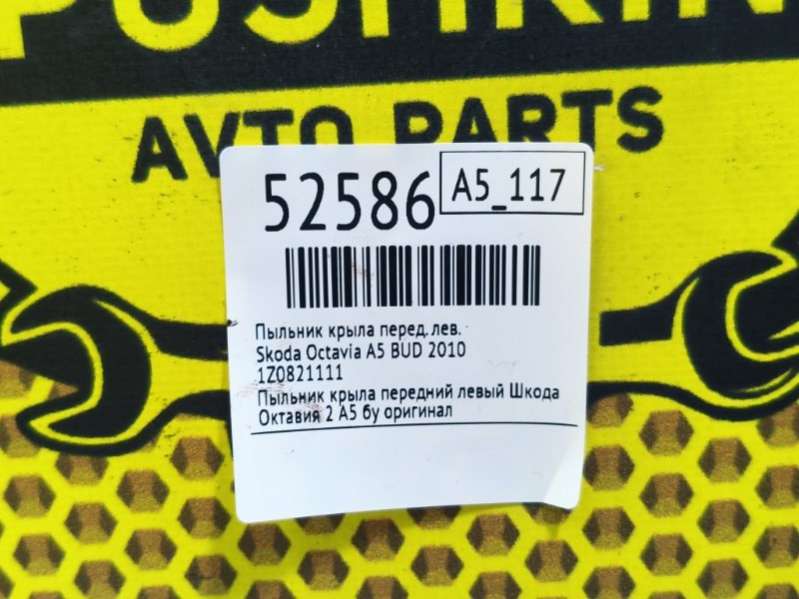 PUSHKIN
AVTO PARTS
52586
A5_117
Пыльник крыла перед. лев.
Skoda Octavia A5 BUD 2010
1Z0821111
Пыльник крыла передний левый Шкода
Октавия 2 А5 бу оригинал